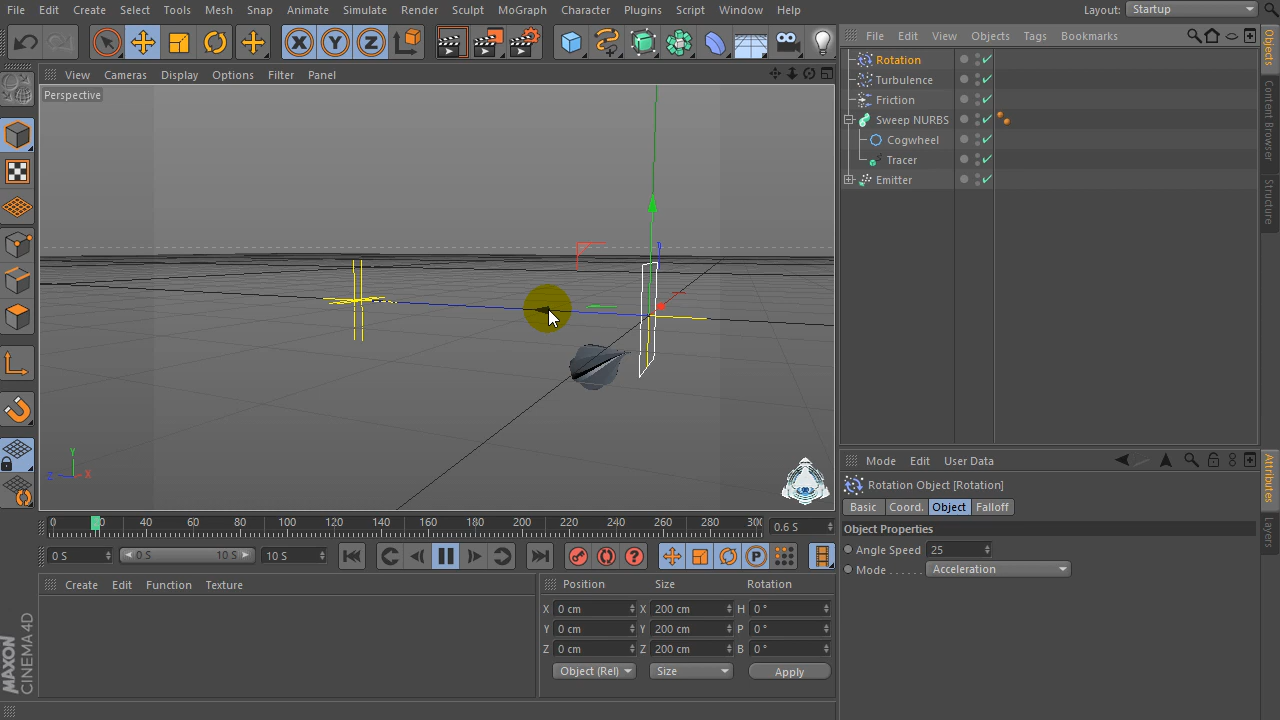 File Edit Create Select Tools Mesh Snap Animate Simulate Render Sculpt MoGraph Character Plugins Script Window Help Layout: Startup
X Y Z
File Edit View Objects Tags Bookmarks
View Cameras Display Options Filter Panel
Perspective
Rotation
Turbulence
Friction
Sweep NURBS
Cogwheel
Tracer
Emitter
Objects
Content Browser
Structure
Y
Z X
Mode Edit User Data
Rotation Object [Rotation]
Basic Coord. Object Falloff
Object Properties
Angle Speed 25
Mode . . . . . . Acceleration
Attributes
Layers
0 20 40 60 80 100 120 140 160 180 200 220 240 260 280 300 0.6 S
0 S 0 S 10 S 10 S
Create Edit Function Texture
Position Size Rotation
X 0 cm X 200 cm H 0 °
Y 0 cm Y 200 cm P 0 °
Z 0 cm Z 200 cm B 0 °
Object (Rel) Size Apply
MAXON
CINEMA 4D